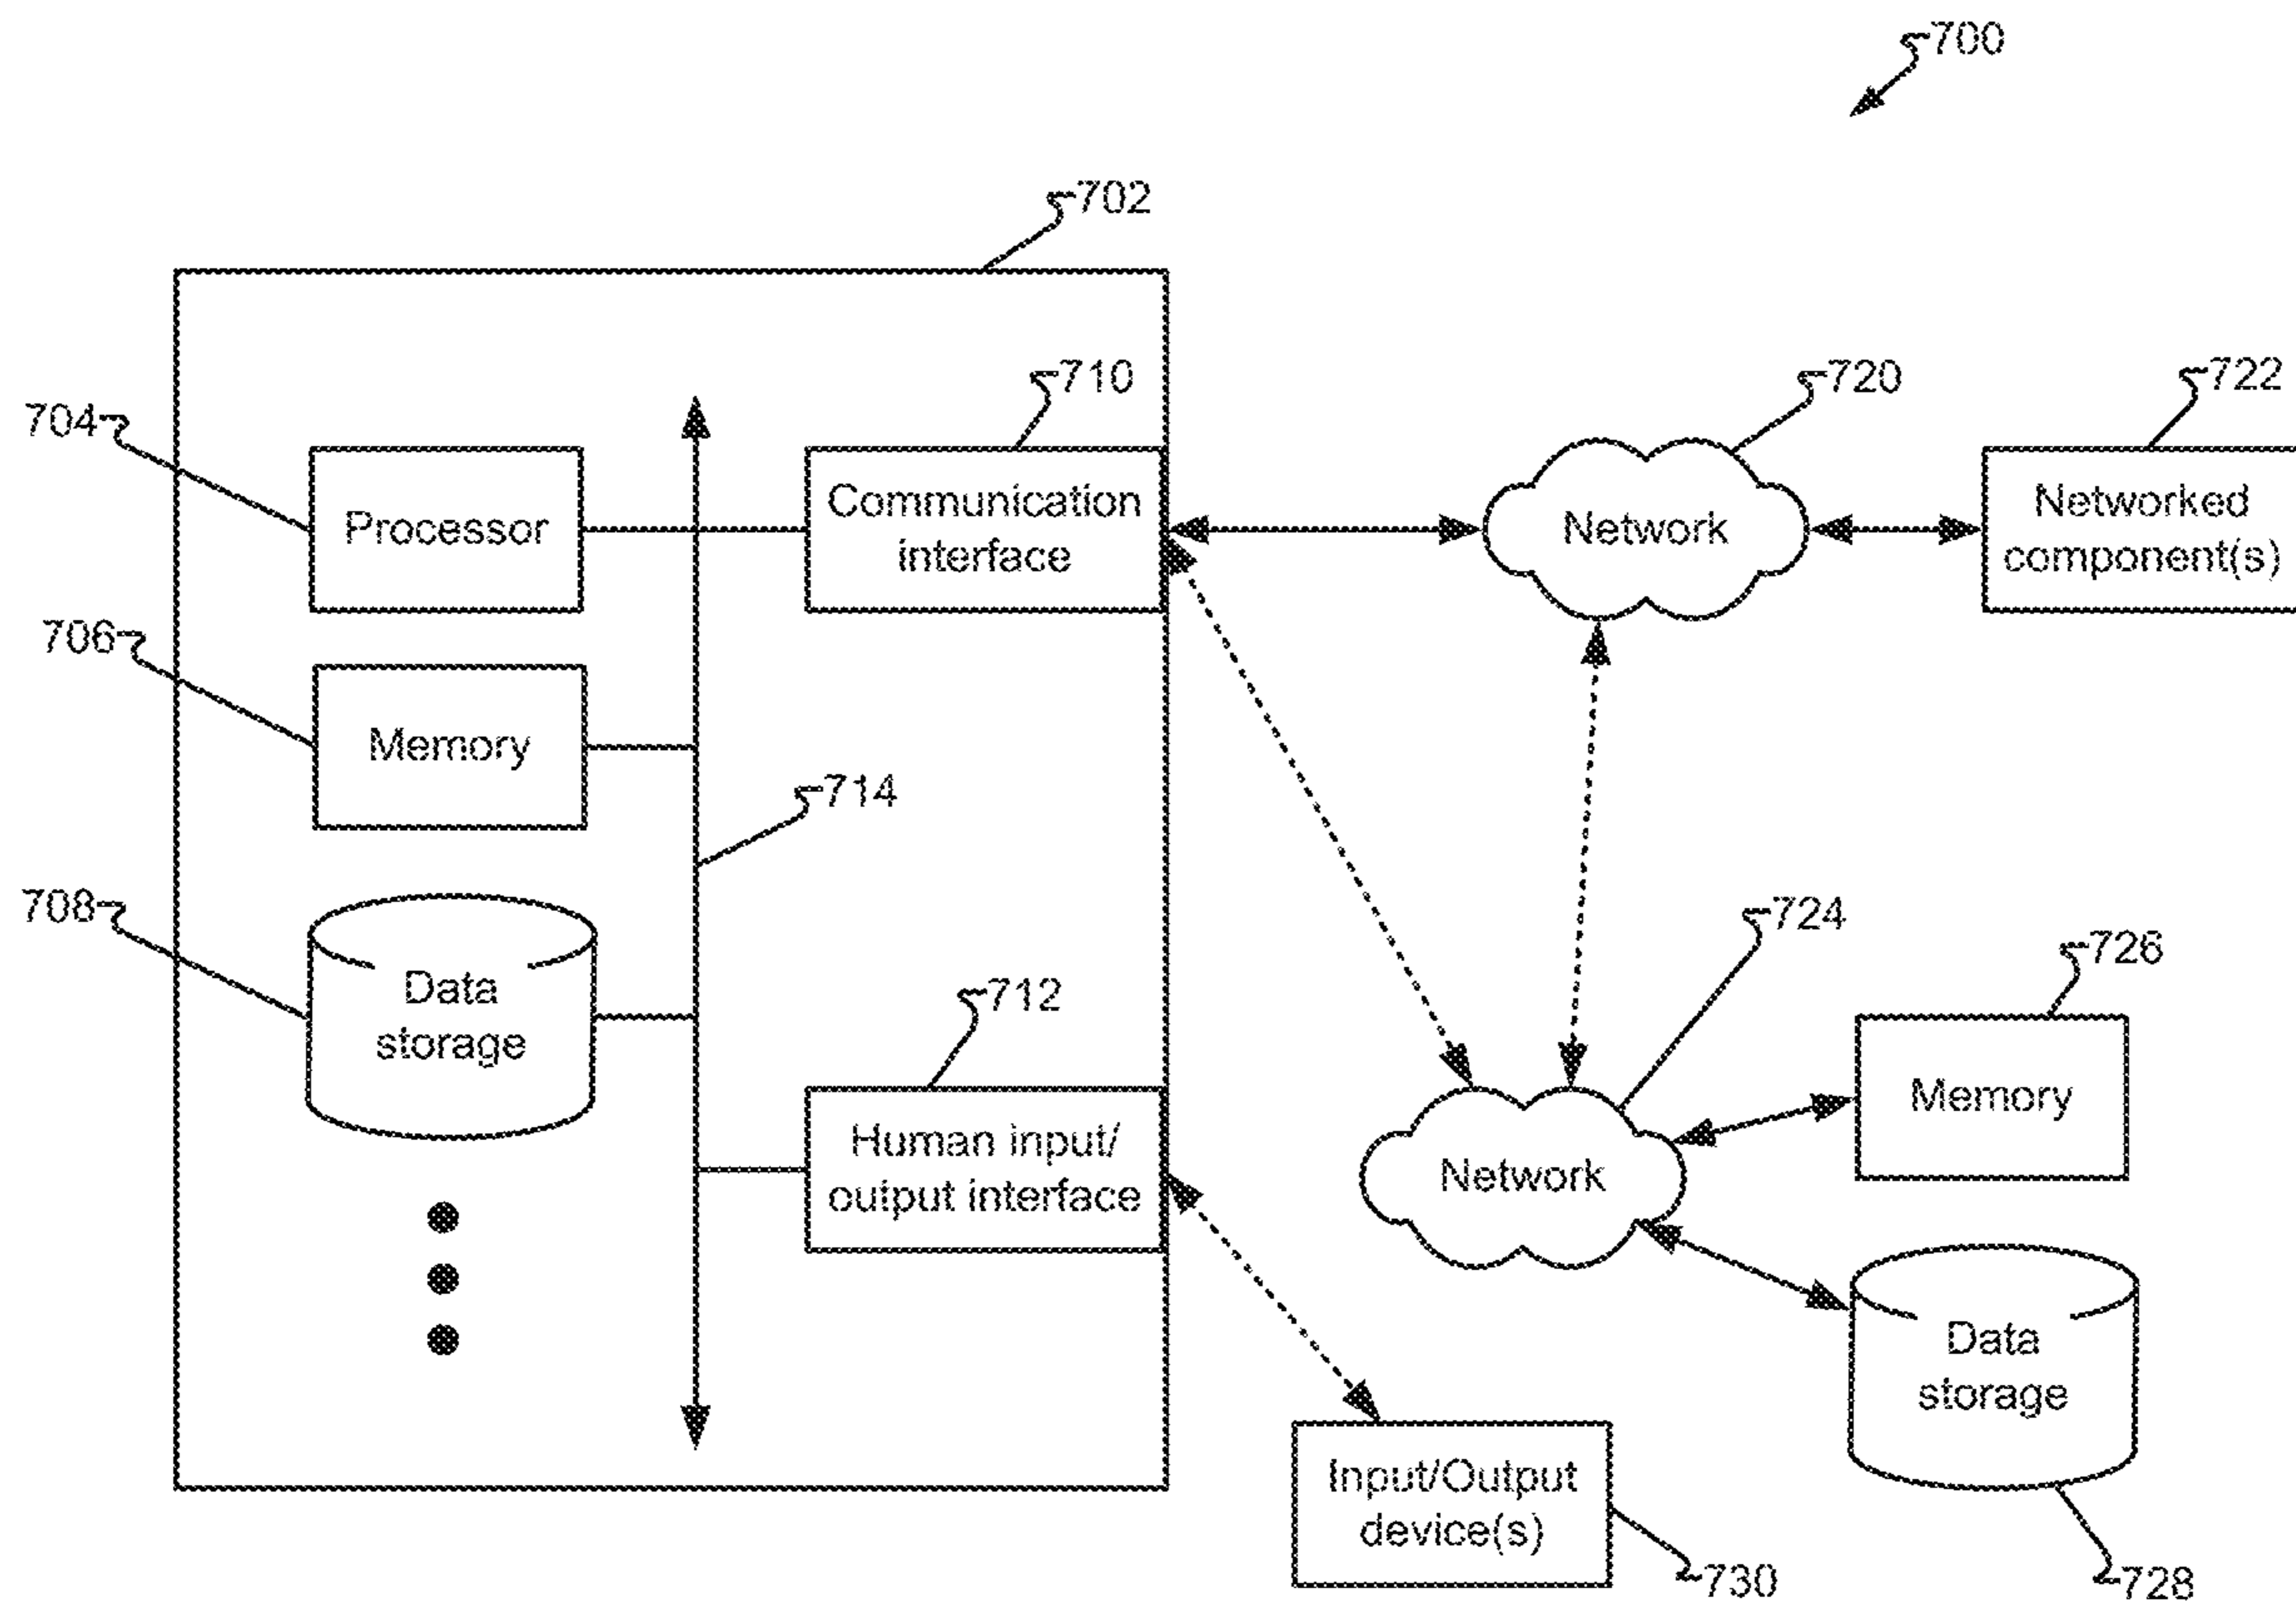 700
702
710
720
722
704
Processor
Communication
interface
Network
Networked
component(s)
706
Memory
714
708
Data
storage
712
724
726
Human input/
output interface
Network
Memory
Data
storage
Input/Output
device(s)
730
728